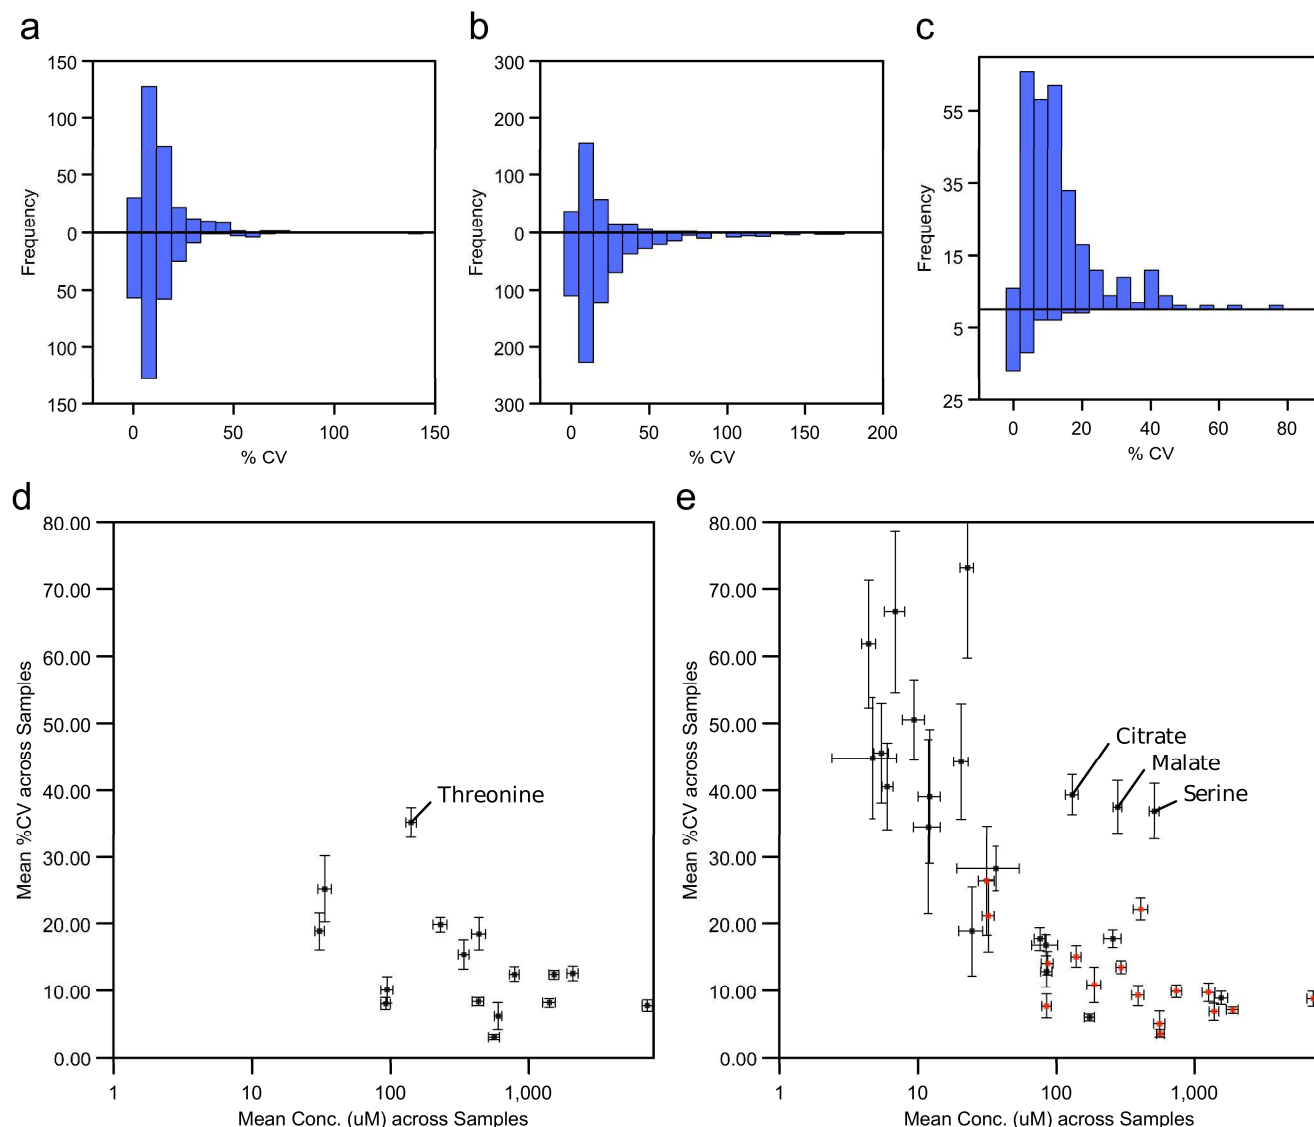 a
150
100
50
0
50
100
150
Frequency
0 50 100 150
% CV
b
300
200
100
0
100
200
300
Frequency
0 50 100 150 200
% CV
c
55
35
15
5
25
Frequency
0 20 40 60 80
% CV
d
80.00
70.00
60.00
50.00
40.00
30.00
20.00
10.00
0.00
Mean %CV across Samples
Threonine
1 10 100 1,000
Mean Conc. (uM) across Samples
e
80.00
70.00
60.00
50.00
40.00
30.00
20.00
10.00
0.00
Mean %CV across Samples
Citrate
Malate
Serine
1 10 100 1,000
Mean Conc. (uM) across Samples